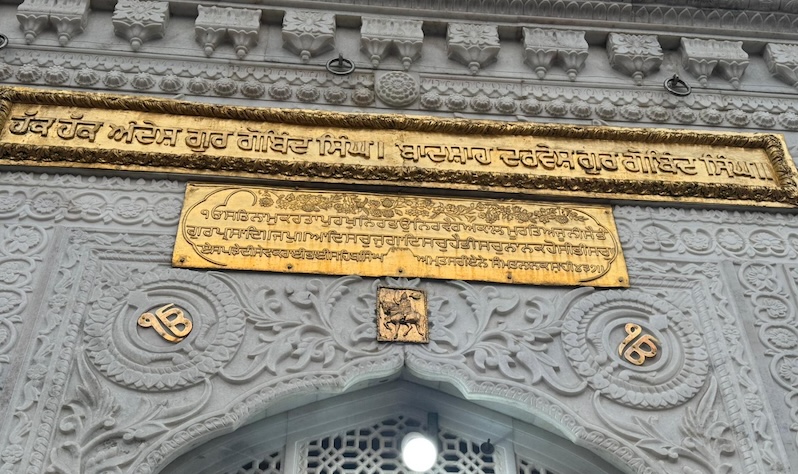 ਹੱਕ ਹੱਕ ਅੰਦੇਸ਼ ਗੁਰ ਗੋਬਿੰਦ ਸਿੰਘ। ਬਾਦਸ਼ਾਹ ਦਰਵੇਸ਼ ਗੁਰ ਗੋਬਿੰਦ ਸਿੰਘ॥
੧ਓ ਸਤਿਨਾਮੁ ਕਰਤਾ ਪੁਰਖੁ ਨਿਰਭਉ ਨਿਰਵੈਰੁ ਅਕਾਲ ਮੂਰਤਿ ਅਜੂਨੀ ਸੈਭੰ
ਗੁਰਪ੍ਰਸਾਦਿ॥ਜਪੁ॥ਆਦਿ ਸਚੁ ਜੁਗਾਦਿ ਸਚੁ ਹੈਭੀ ਸਚੁ ਨਾਨਕ ਹੋਸੀ ਭੀ ਸਚੁ
ੴ
ੴ